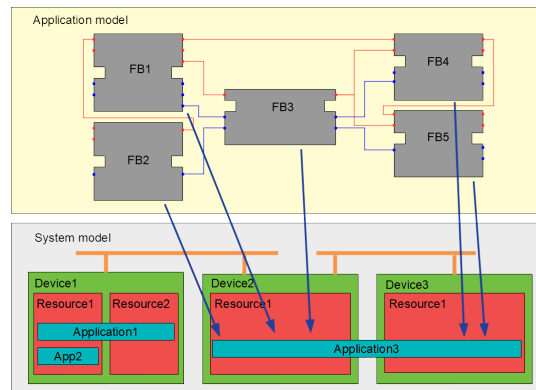 Application model
FB1
FB4
FB3
FB2
FB5
System model
Device1
Device2
Device3
Resource1
Resource2
Resource1
Resource1
Application1
App2
Application3